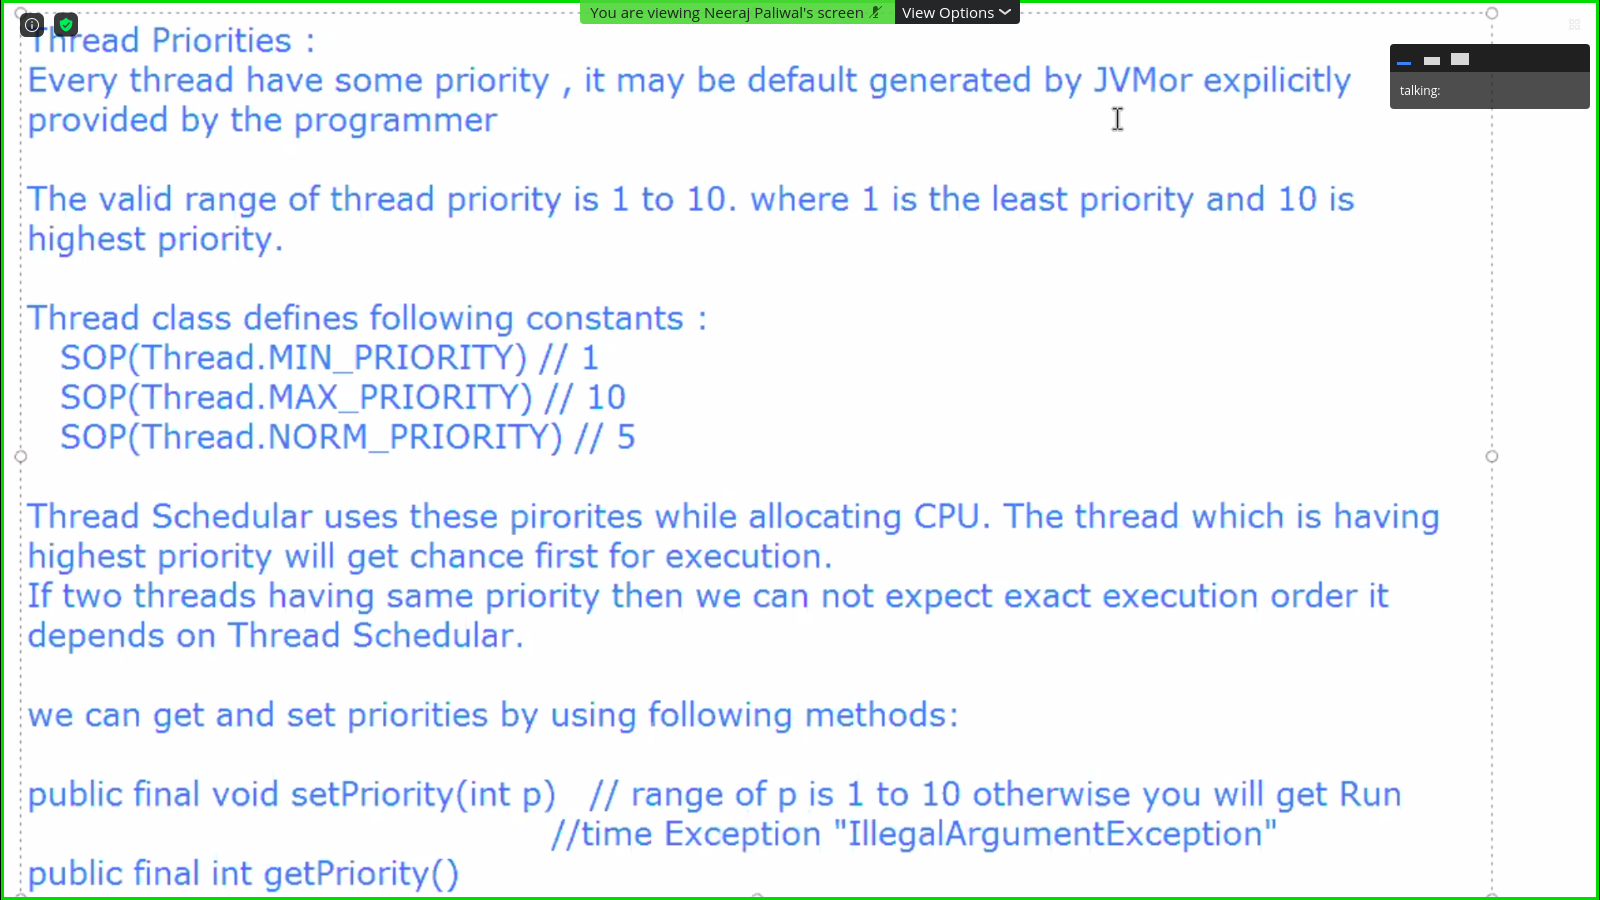 You are viewing Neeraj Paliwal's screen
View Options
talking:
Thread Priorities :
Every thread have some priority , it may be default generated by JVMor expilicitly
provided by the programmer
The valid range of thread priority is 1 to 10. where 1 is the least priority and 10 is
highest priority.
Thread class defines following constants :
SOP(Thread.MIN_PRIORITY) // 1
SOP(Thread.MAX_PRIORITY) // 10
SOP(Thread.NORM_PRIORITY) // 5
Thread Schedular uses these pirorites while allocating CPU. The thread which is having
highest priority will get chance first for execution.
If two threads having same priority then we can not expect exact execution order it
depends on Thread Schedular.
we can get and set priorities by using following methods:
public final void setPriority(int p) // range of p is 1 to 10 otherwise you will get Run
//time Exception "IllegalArgumentException"
public final int getPriority()